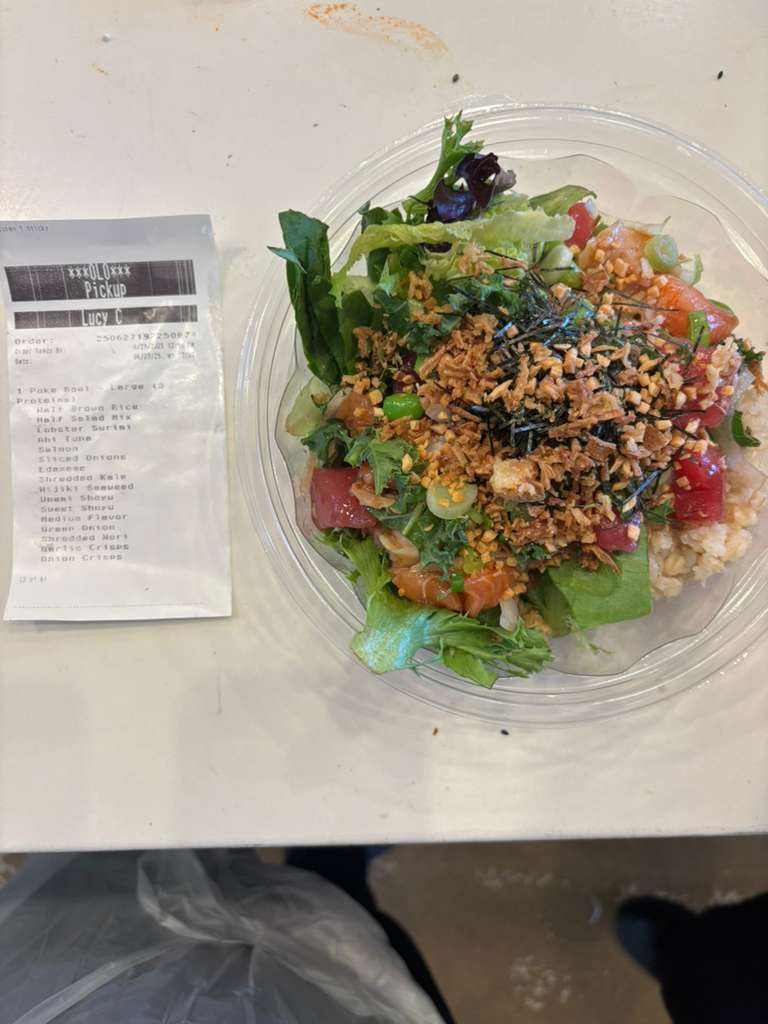 ***OLO***
Pickup
Lucy C
Order:
Date:
1 Poke Bowl - Large (3
Proteins)
Half Brown Rice
Half Salad Mix
Lobster Surimi
Ahi Tuna
Salmon
Sliced Onions
Edamame
Shredded Kale
Hijiki Seaweed
Umami Shoyu
Sweet Shoyu
Medium Flavor
Green Onion
Shredded Nori
Garlic Crisps
Onion Crisps